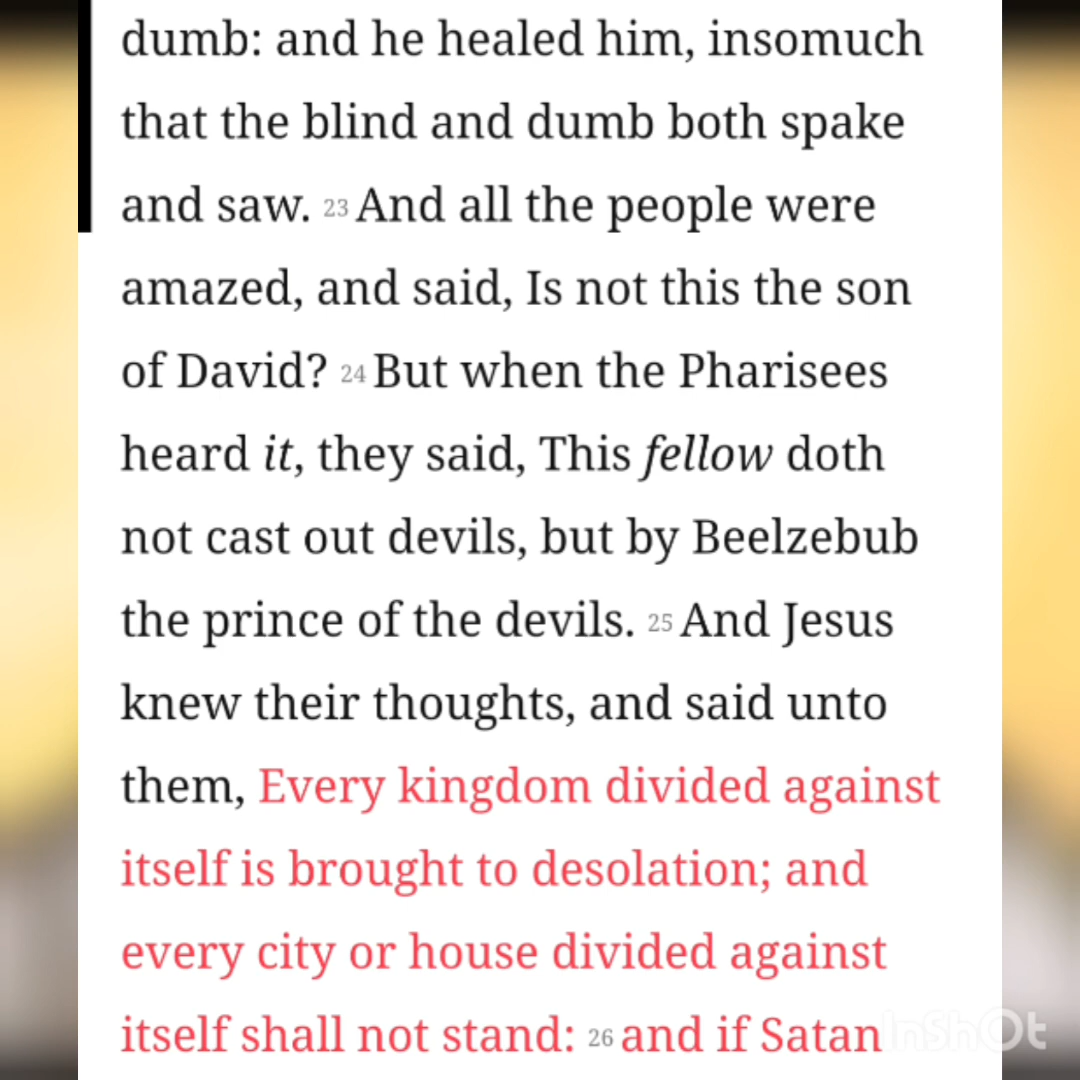 dumb: and he healed him, insomuch
that the blind and dumb both spake
and saw. 23 And all the people were
amazed, and said, Is not this the son
of David? 24 But when the Pharisees
heard it, they said, This fellow doth
not cast out devils, but by Beelzebub
the prince of the devils. 25 And Jesus
knew their thoughts, and said unto
them, Every kingdom divided against
itself is brought to desolation; and
every city or house divided against
itself shall not stand: 26 and if Satan
InShOt